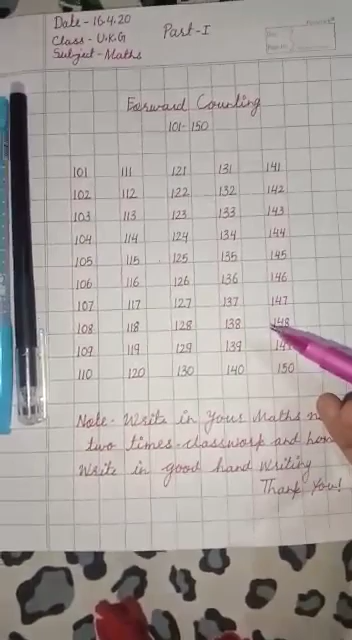 Date - 16.4.20
Part-I
Class - U.K.G
Subject - Maths
Forward Counting
101-150
101 111 121 131 141
102 112 122 132 142
103 113 123 133 143
104 114 124 134 144
105 115 125 135 145
106 116 126 136 146
107 117 127 137 147
108 118 128 138 148
109 119 129 139
110 120 130 140 150
Note - Write in your Maths
two times - classwork and
Write in good hand writing
Thank You!